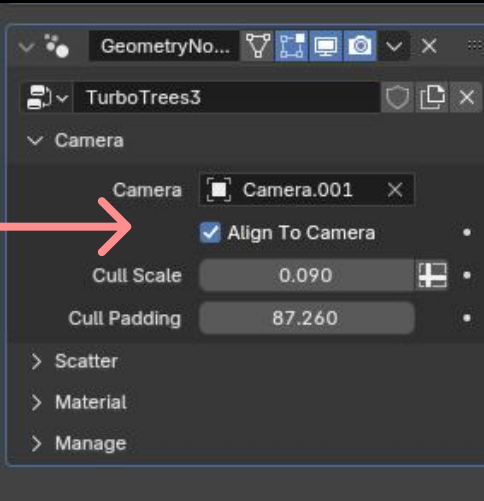 GeometryNo...
TurboTrees3
Camera
Camera Camera.001
Align To Camera
Cull Scale 0.090
Cull Padding 87.260
Scatter
Material
Manage